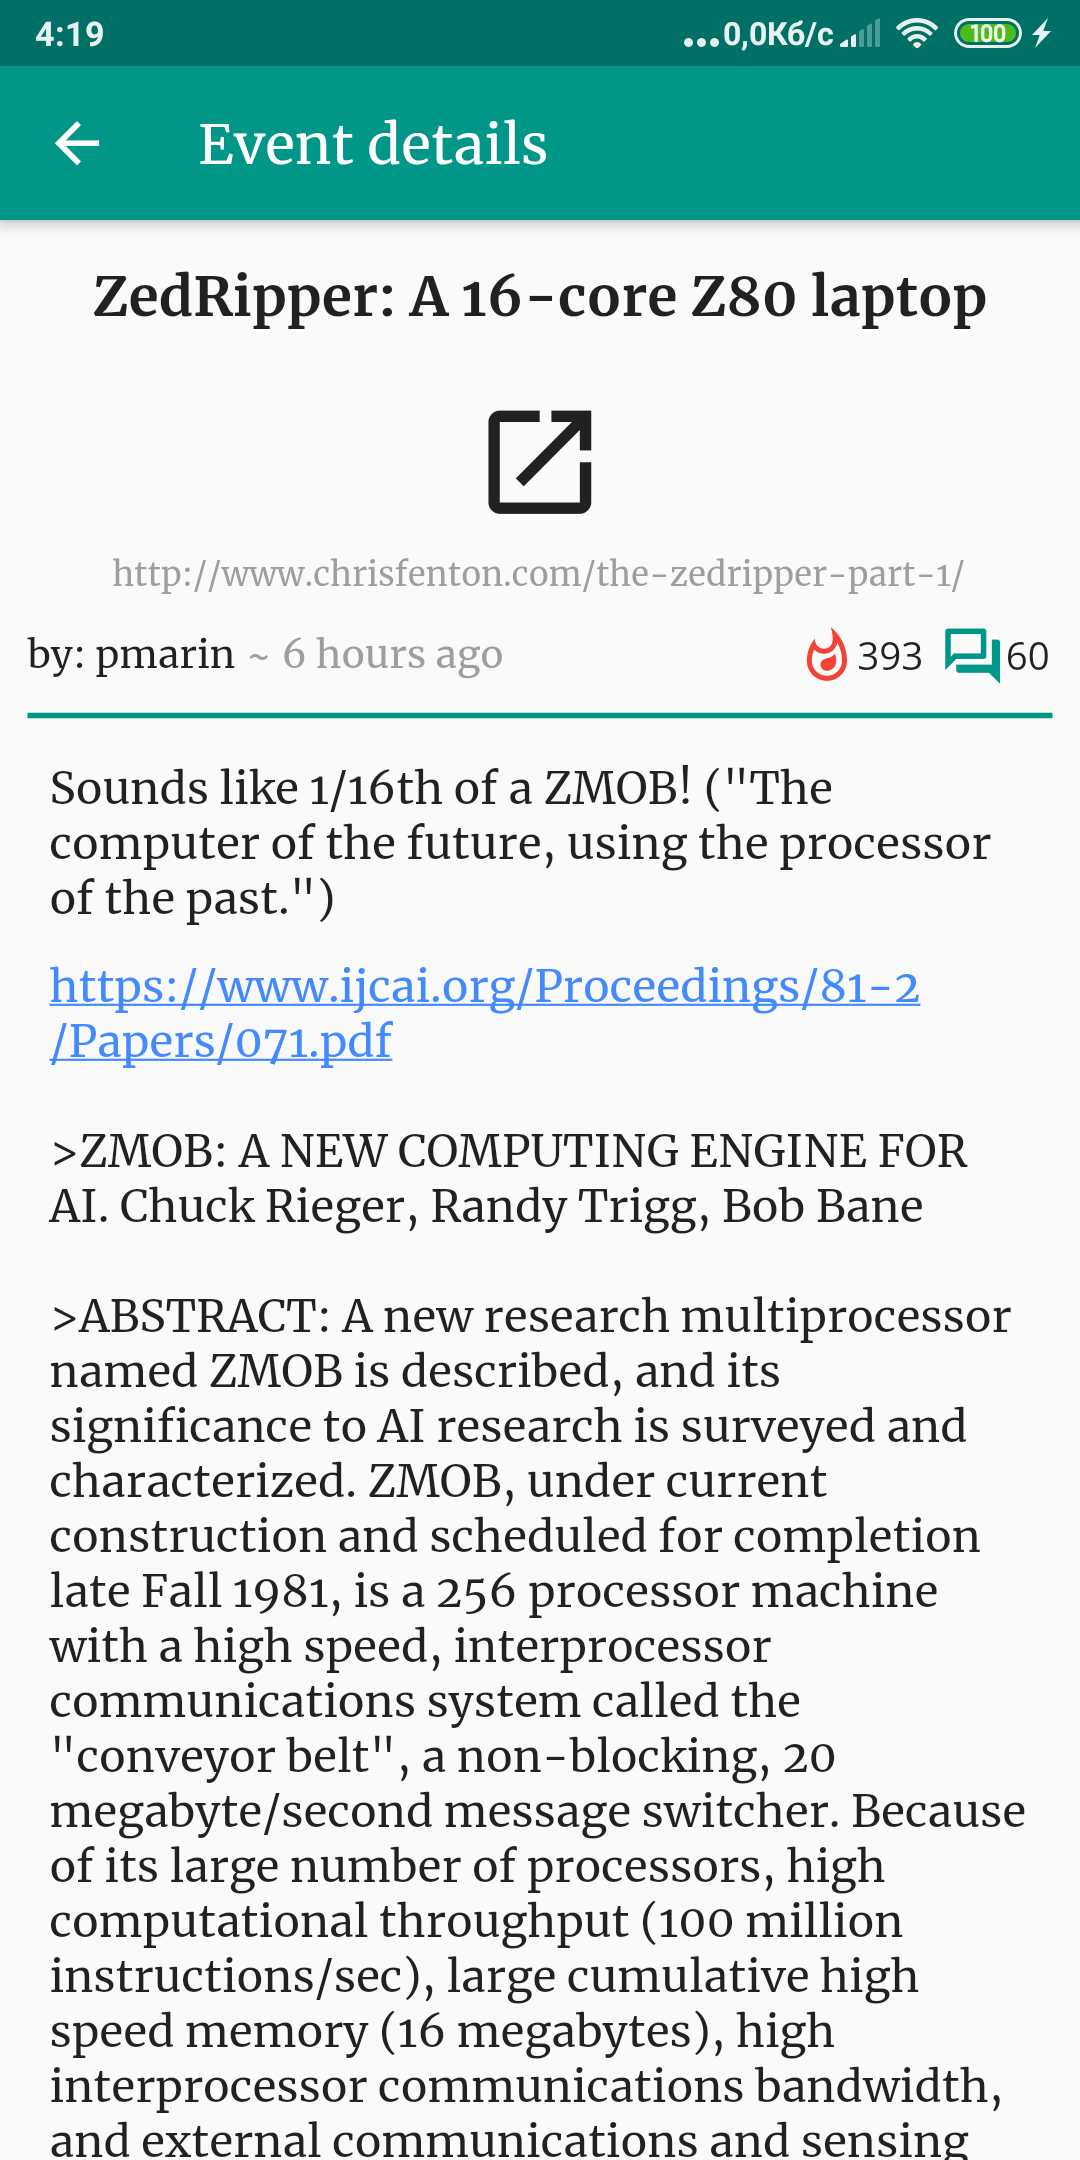 4:19
...0,0Кб/с
100
Event details
ZedRipper: A 16-core Z80 laptop
http://www.chrisfenton.com/the-zedripper-part-1/
by: pmarin ~ 6 hours ago 393 60
Sounds like 1/16th of a ZMOB! ("The
computer of the future, using the processor
of the past.")
https://www.ijcai.org/Proceedings/81-2
/Papers/071.pdf
>ZMOB: A NEW COMPUTING ENGINE FOR
AI. Chuck Rieger, Randy Trigg, Bob Bane
>ABSTRACT: A new research multiprocessor
named ZMOB is described, and its
significance to AI research is surveyed and
characterized. ZMOB, under current
construction and scheduled for completion
late Fall 1981, is a 256 processor machine
with a high speed, interprocessor
communications system called the
"conveyor belt", a non-blocking, 20
megabyte/second message switcher. Because
of its large number of processors, high
computational throughput (100 million
instructions/sec), large cumulative high
speed memory (16 megabytes), high
interprocessor communications bandwidth,
and external communications and sensing